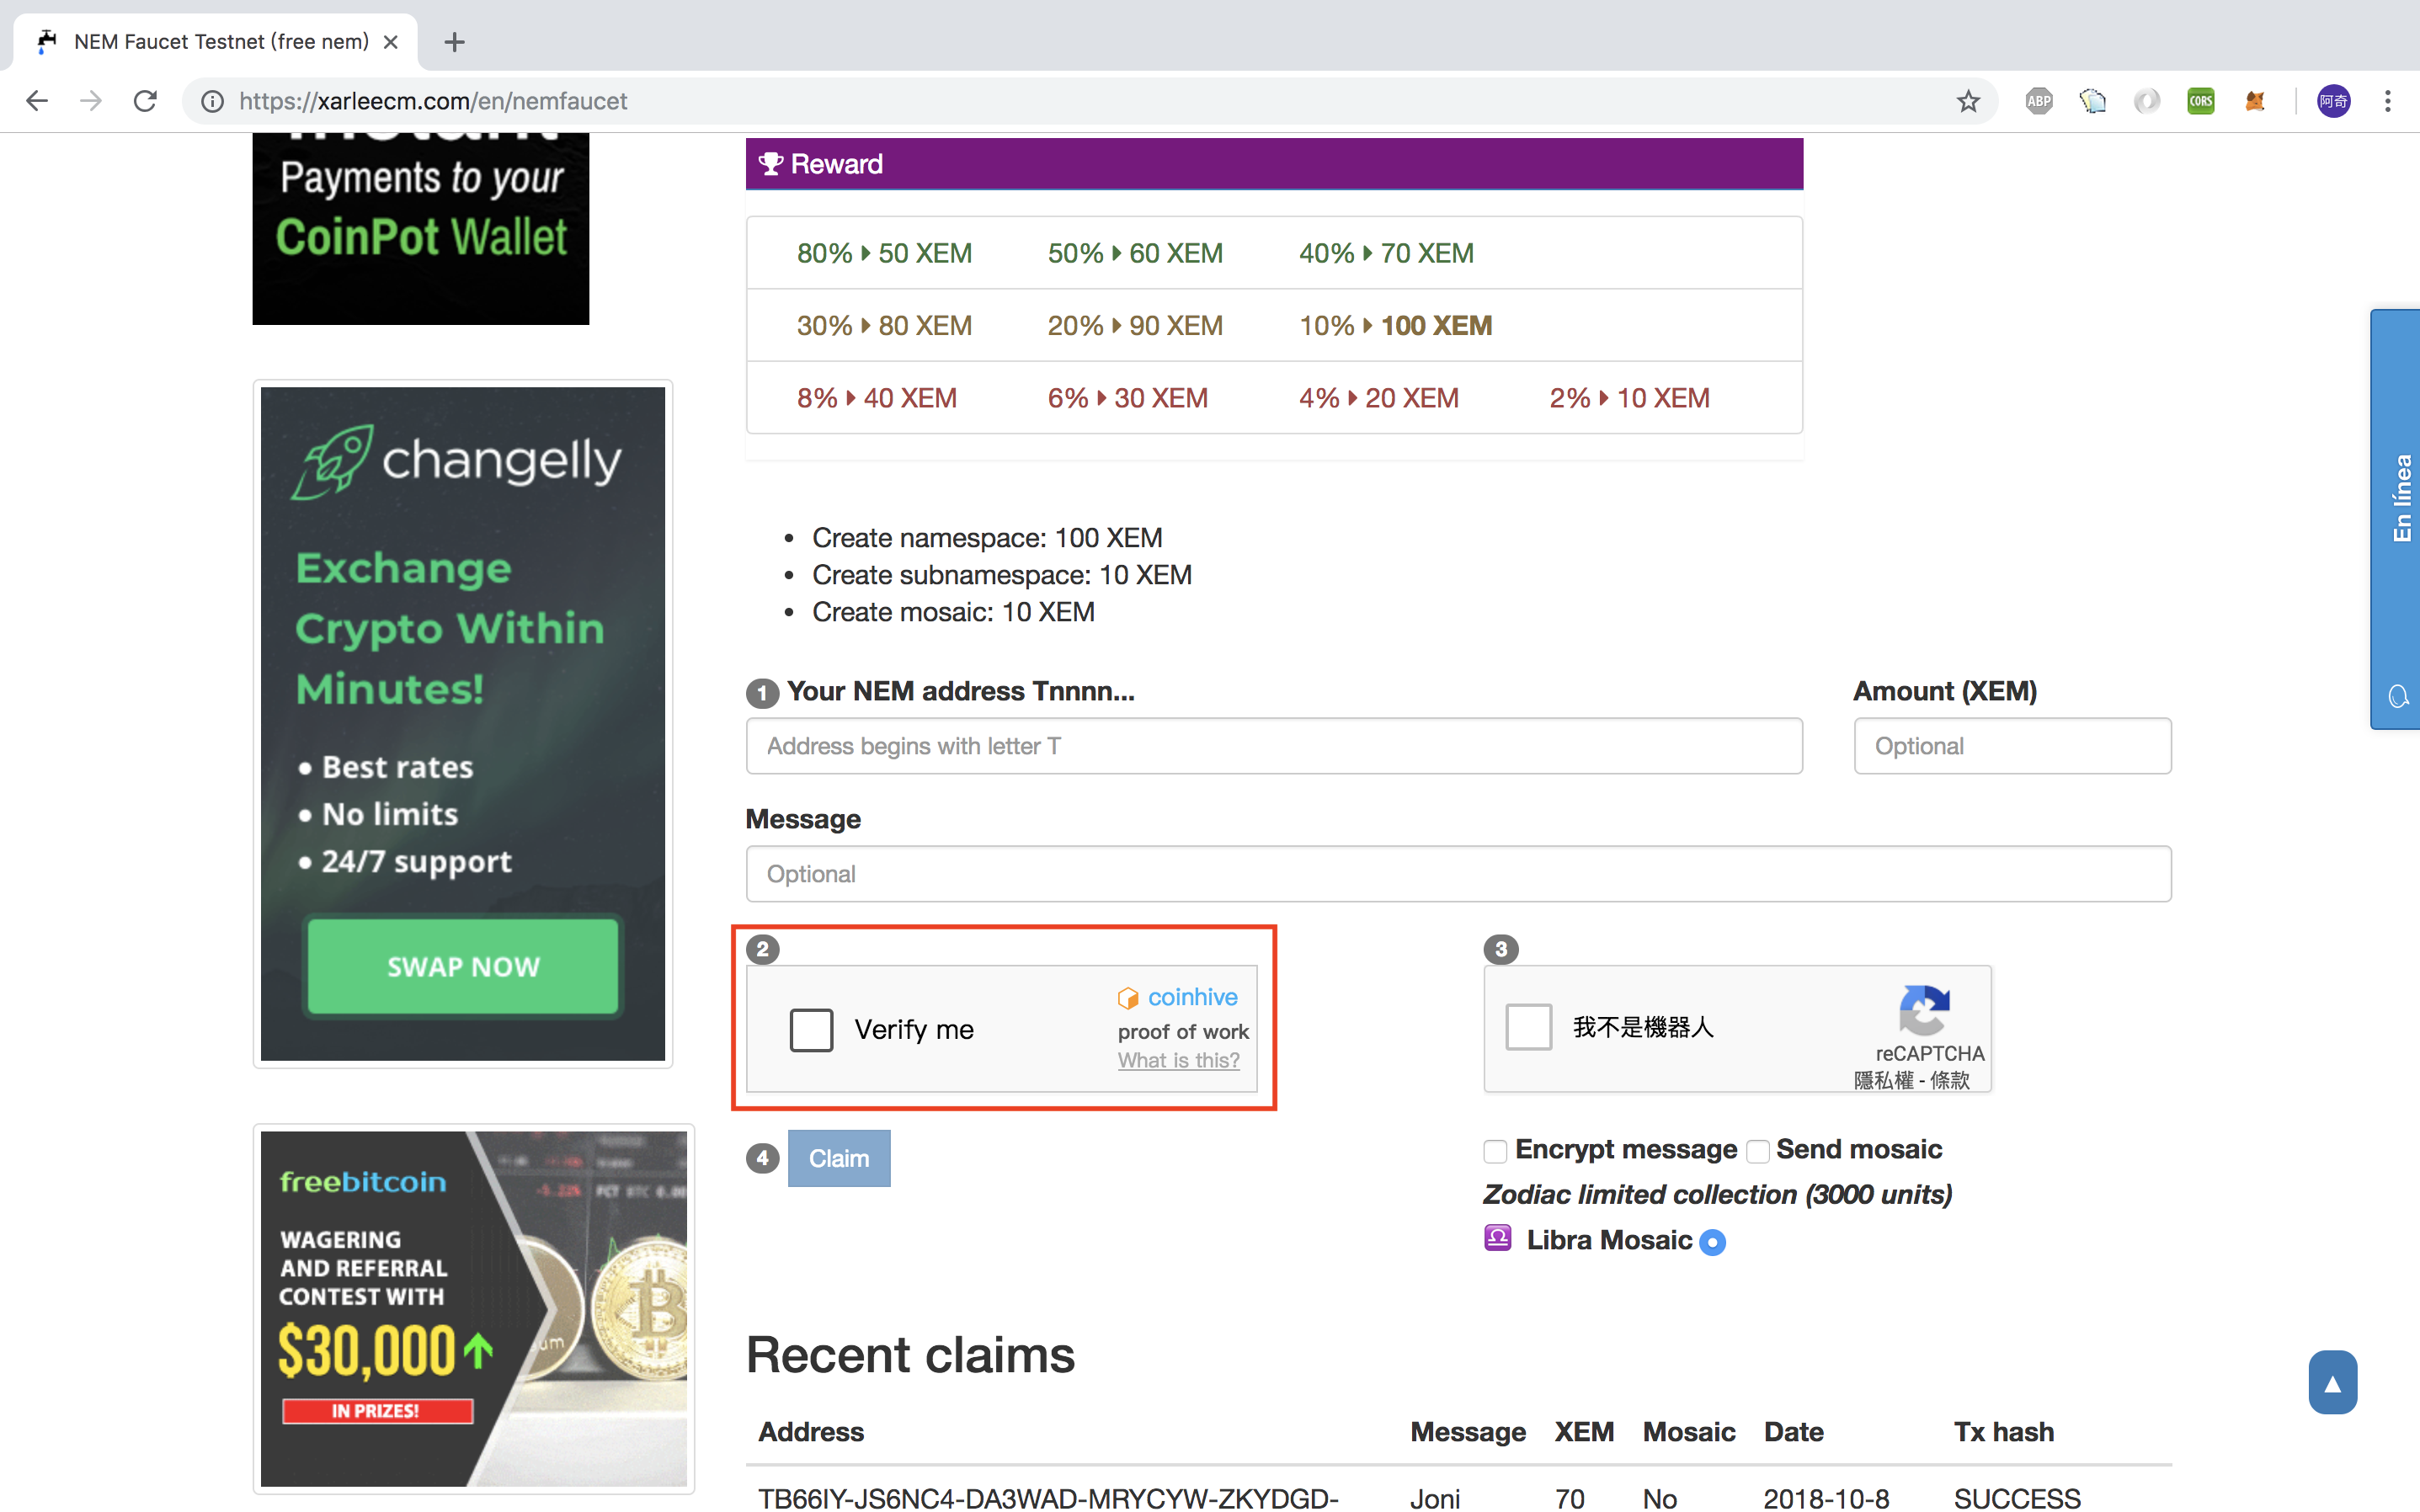 NEM Faucet Testnet (free nem)
https://xarleecm.com/en/nemfaucet
ABP
CORS
阿奇
Instant
Payments to your
CoinPot Wallet
changelly
Exchange
Crypto Within
Minutes!
• Best rates
• No limits
• 24/7 support
SWAP NOW
freebitcoin
WAGERING
AND REFERRAL
CONTEST WITH
$30,000
IN PRIZES!
Reward
80% 50 XEM 50% 60 XEM 40% 70 XEM
30% 80 XEM 20% 90 XEM 10% 100 XEM
8% 40 XEM 6% 30 XEM 4% 20 XEM 2% 10 XEM
• Create namespace: 100 XEM
• Create subnamespace: 10 XEM
• Create mosaic: 10 XEM
1 Your NEM address Tnnnn... Amount (XEM)
Address begins with letter T Optional
Message
Optional
2
Verify me
coinhive
proof of work
What is this?
3
我不是機器人
reCAPTCHA
隱私權 - 條款
4 Claim
Encrypt message Send mosaic
Zodiac limited collection (3000 units)
♎ Libra Mosaic
Recent claims
Address Message XEM Mosaic Date Tx hash
TB66IY-JS6NC4-DA3WAD-MRYCYW-ZKYDGD- Joni 70 No 2018-10-8 SUCCESS
En línea
▲